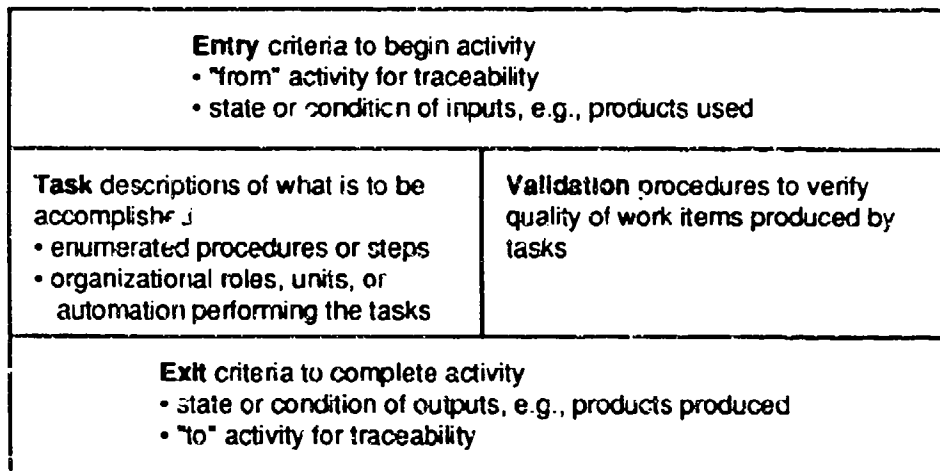 Entry criteria to begin activity
• "from" activity for traceability
• state or condition of inputs, e.g., products used
Task descriptions of what is to be
accomplished
• enumerated procedures or steps
• organizational roles, units, or
automation performing the tasks
Validation procedures to verify
quality of work items produced by
tasks
Exit criteria to complete activity
• state or condition of outputs, e.g., products produced
• "to" activity for traceability